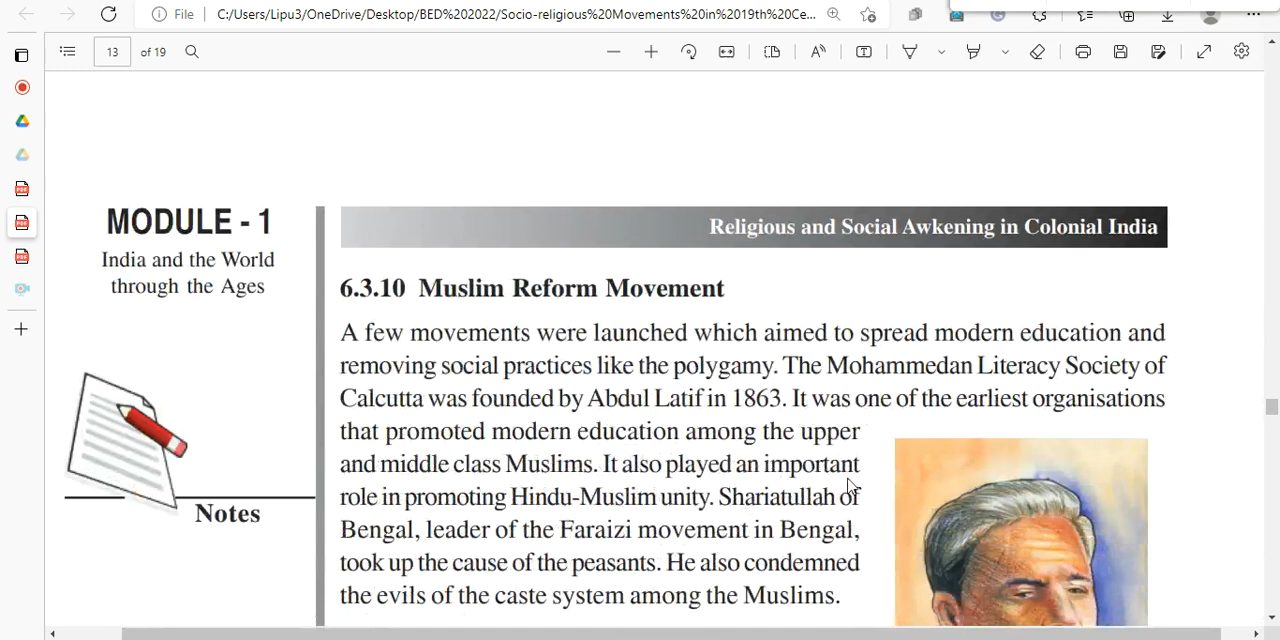 File
C:/Users/Lipu3/OneDrive/Desktop/BED%202022/Socio-religious%20Movements%20in%2019th%20Ce...
13 of 19
MODULE - 1
India and the World
through the Ages
Notes
Religious and Social Awkening in Colonial India
6.3.10 Muslim Reform Movement
A few movements were launched which aimed to spread modern education and
removing social practices like the polygamy. The Mohammedan Literacy Society of
Calcutta was founded by Abdul Latif in 1863. It was one of the earliest organisations
that promoted modern education among the upper
and middle class Muslims. It also played an important
role in promoting Hindu-Muslim unity. Shariatullah of
Bengal, leader of the Faraizi movement in Bengal,
took up the cause of the peasants. He also condemned
the evils of the caste system among the Muslims.